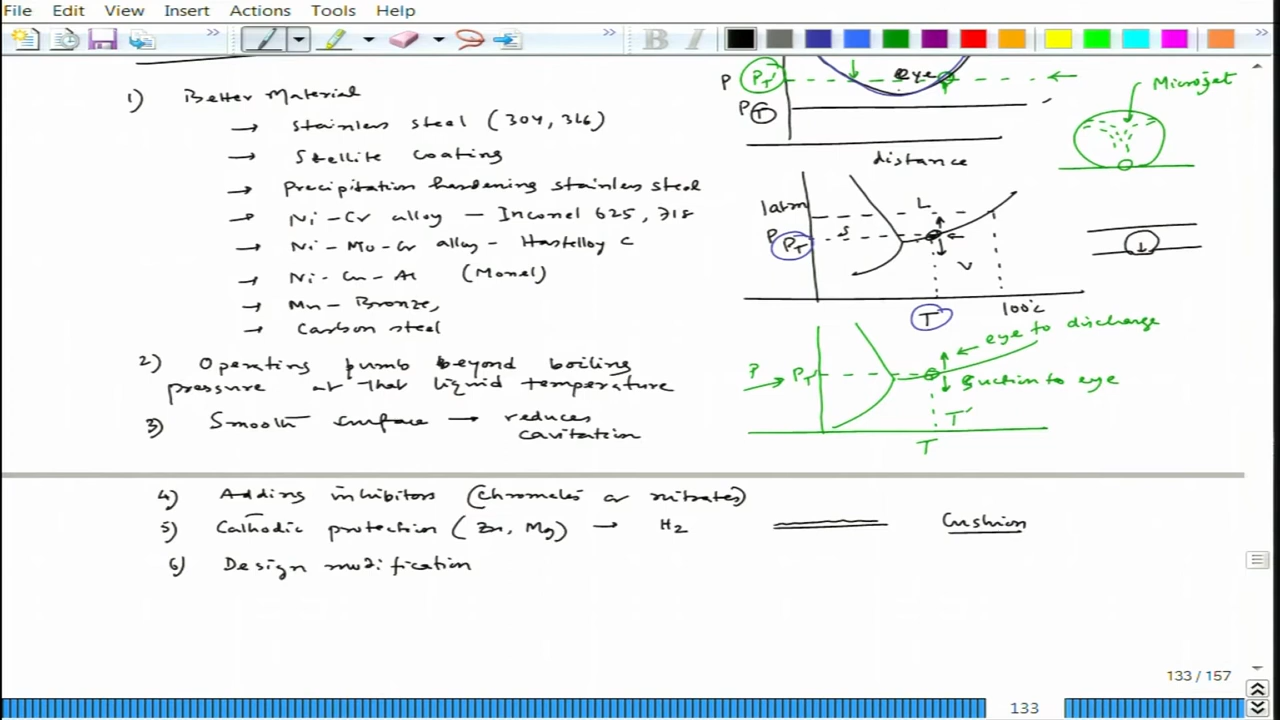 File Edit View Insert Actions Tools Help
B I
1) Better Material
→ Stainless steel (304, 316)
→ Stellite coating
→ Precipitation hardening stainless steel
→ Ni-Cr alloy - Inconel 625, 718
→ Ni-Mo-Cr alloy - Hastelloy C
→ Ni-Cu-Al (Monel)
→ Mn-Bronze,
→ Carbon steel
2) Operating pump beyond boiling
pressure at that liquid temperature
3) Smooth surface → reduces
cavitation
4) Adding inhibitors (chromates or nitrates)
5) Cathodic protection (Zn, Mg) → H2
Cushion
6) Design modification
P PT' eye
PT
distance
Microjet
1atm L
P PT S
V
T 100°C
eye to discharge
P PT
suction to eye
T'
T
133 / 157
133